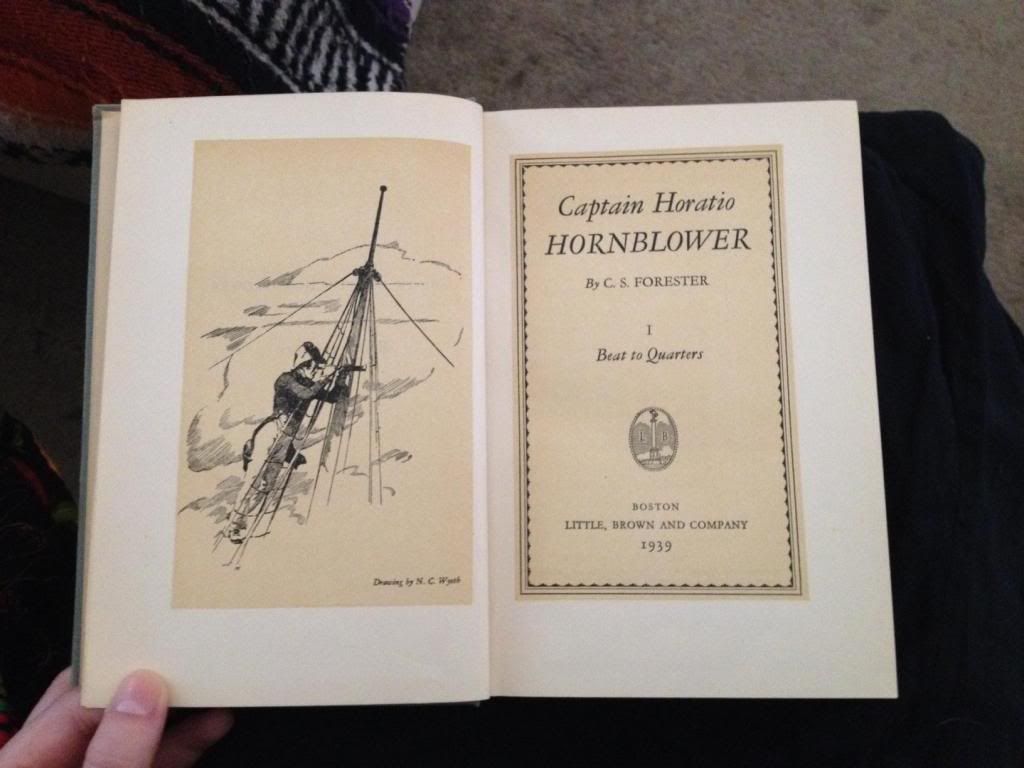 Drawing by N. C. Wyeth
Captain Horatio
HORNBLOWER
By C. S. FORESTER
I
Beat to Quarters
L B
BOSTON
LITTLE, BROWN AND COMPANY
1939